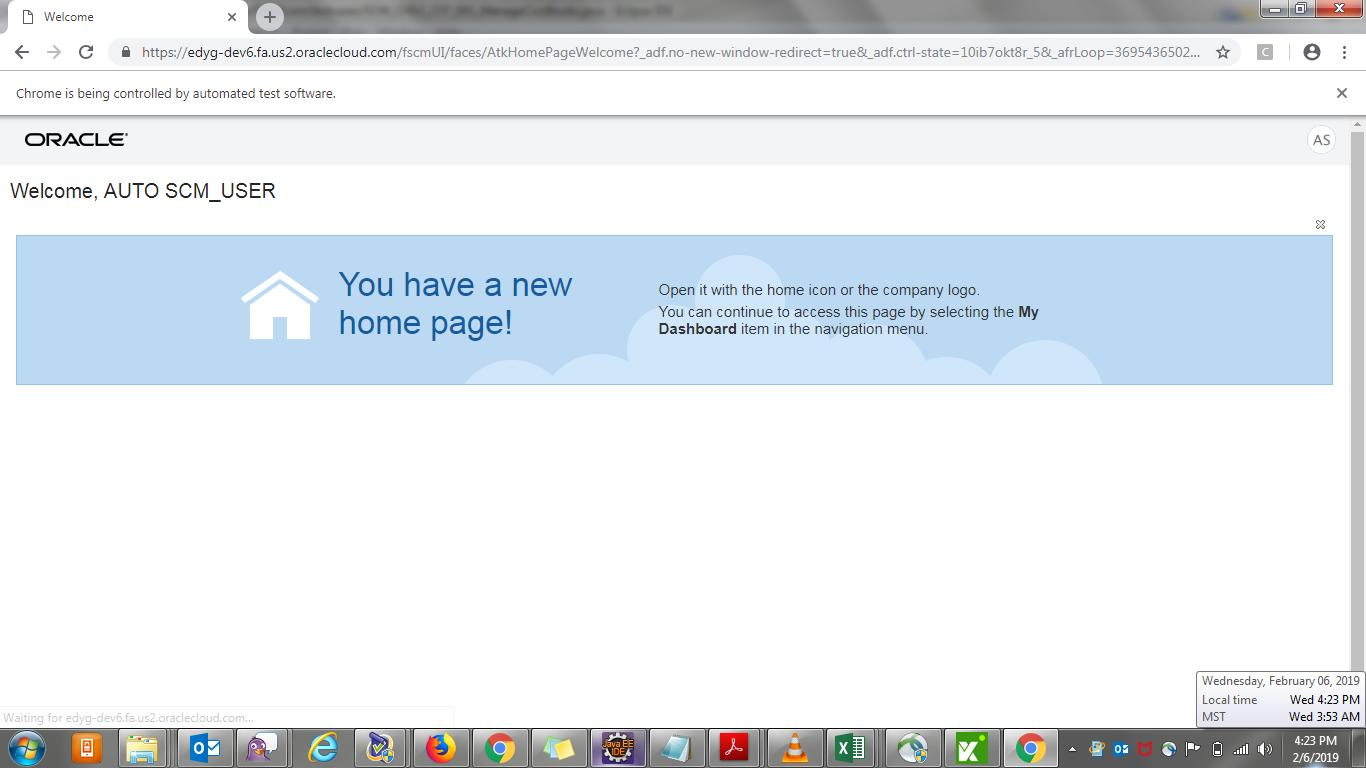 Welcome
https://edyg-dev6.fa.us2.oraclecloud.com/fscmUI/faces/AtkHomePageWelcome?_adf.no-new-window-redirect=true&_adf.ctrl-state=10ib7okt8r_5&_afrLoop=3695436502...
C
Chrome is being controlled by automated test software.
ORACLE
AS
Welcome, AUTO SCM_USER
You have a new
home page!
Open it with the home icon or the company logo.
You can continue to access this page by selecting the My
Dashboard item in the navigation menu.
Wednesday, February 06, 2019
Local time Wed 4:23 PM
MST Wed 3:53 AM
Waiting for edyg-dev6.fa.us2.oraclecloud.com...
Java EE
IDE
4:23 PM
2/6/2019